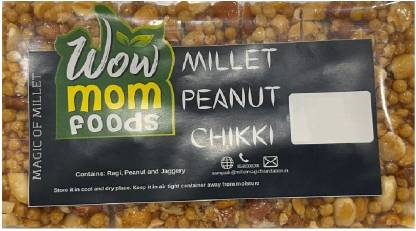 Wow
mom
FOODS
MILLET
PEANUT
CHIKKI
MAGIC OF MILLET
Contains: Ragi, Peanut and Jaggery
Store it in cool and dry place. Keep it in air tight container away from moisture